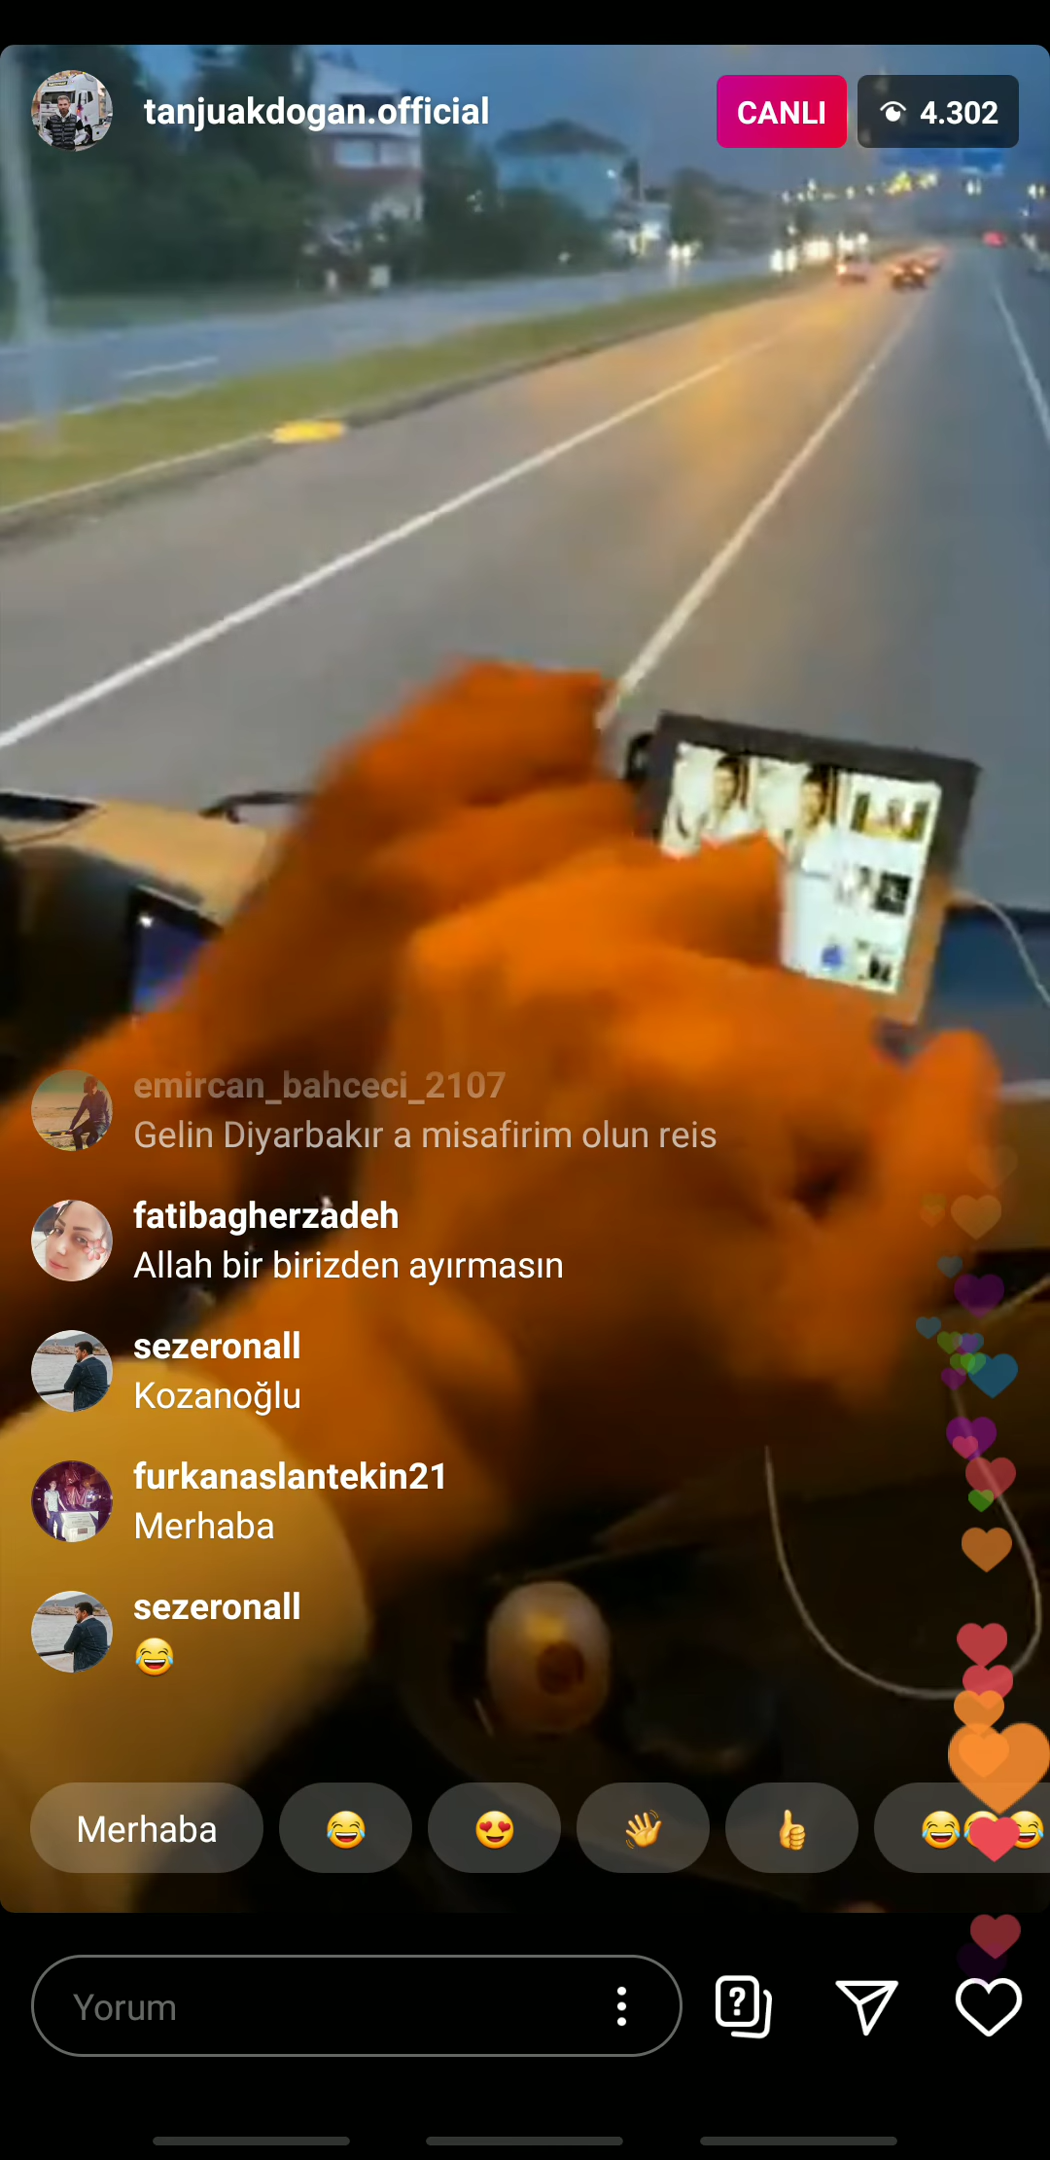 tanjuakdogan.official
CANLI
4.302
emircan_bahceci_2107
Gelin Diyarbakır a misafirim olun reis
fatibagherzadeh
Allah bir birizden ayırmasın
sezeronall
Kozanoğlu
furkanaslantekin21
Merhaba
sezeronall
😂
Merhaba 😂 😍 👋 👍 😂😂😂
Yorum